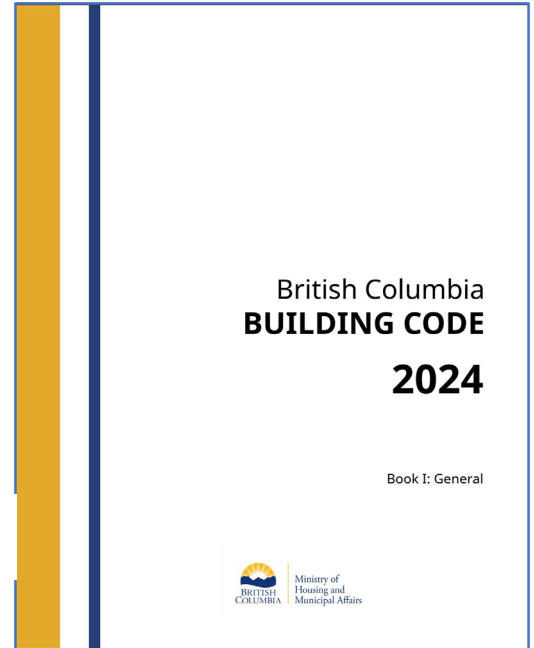 British Columbia
BUILDING CODE
2024
Book I: General
BRITISH
COLUMBIA
Ministry of
Housing and
Municipal Affairs